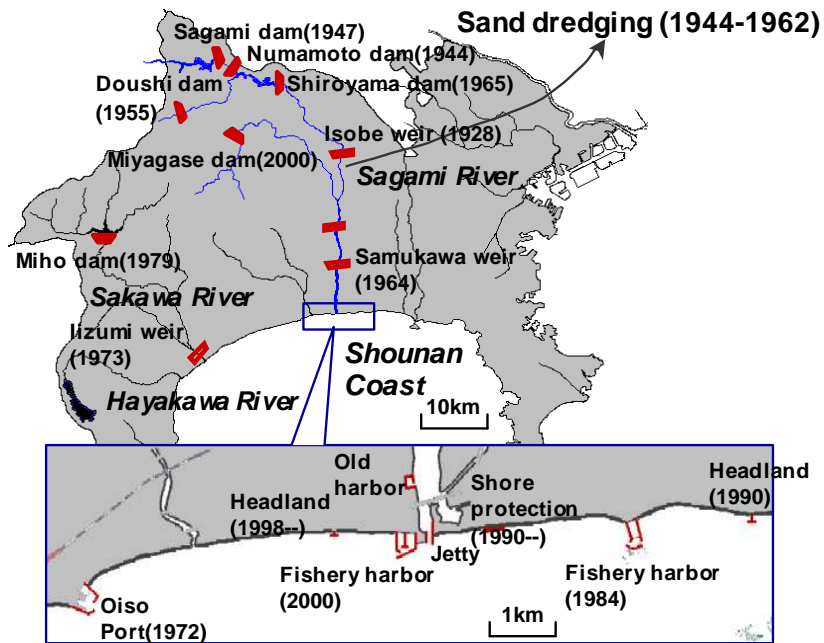 Sagami dam(1947)
Sand dredging (1944-1962)
Numamoto dam(1944)
Doushi dam
(1955)
Shiroyama dam(1965)
Isobe weir (1928)
Miyagase dam(2000)
Sagami River
Miho dam(1979)
Samukawa weir
(1964)
Sakawa River
Iizumi weir
(1973)
Shounan
Coast
Hayakawa River
10km
Old
harbor
Headland
(1990)
Headland
(1998--)
Shore
protection
(1990--)
Jetty
Fishery harbor
(2000)
Fishery harbor
(1984)
Oiso
Port(1972)
1km